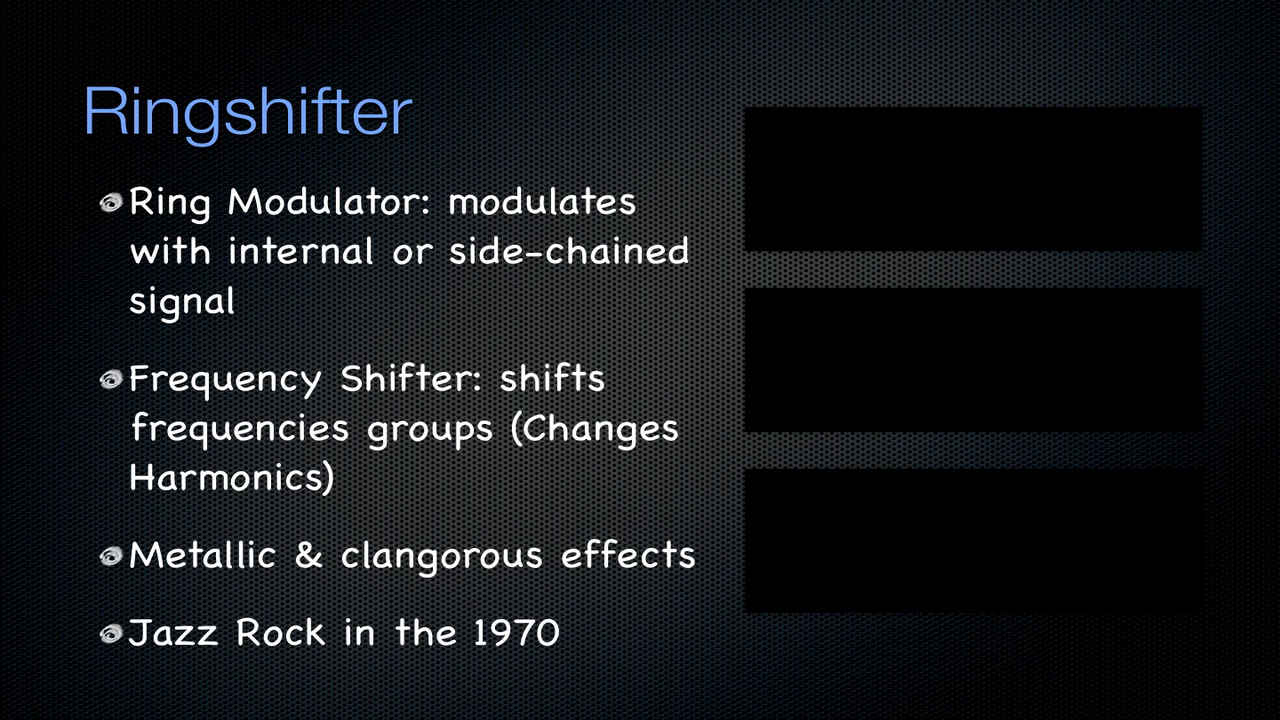 Ringshifter
Ring Modulator: modulates
with internal or side-chained
signal
Frequency Shifter: shifts
frequencies groups (Changes
Harmonics)
Metallic & clangorous effects
Jazz Rock in the 1970